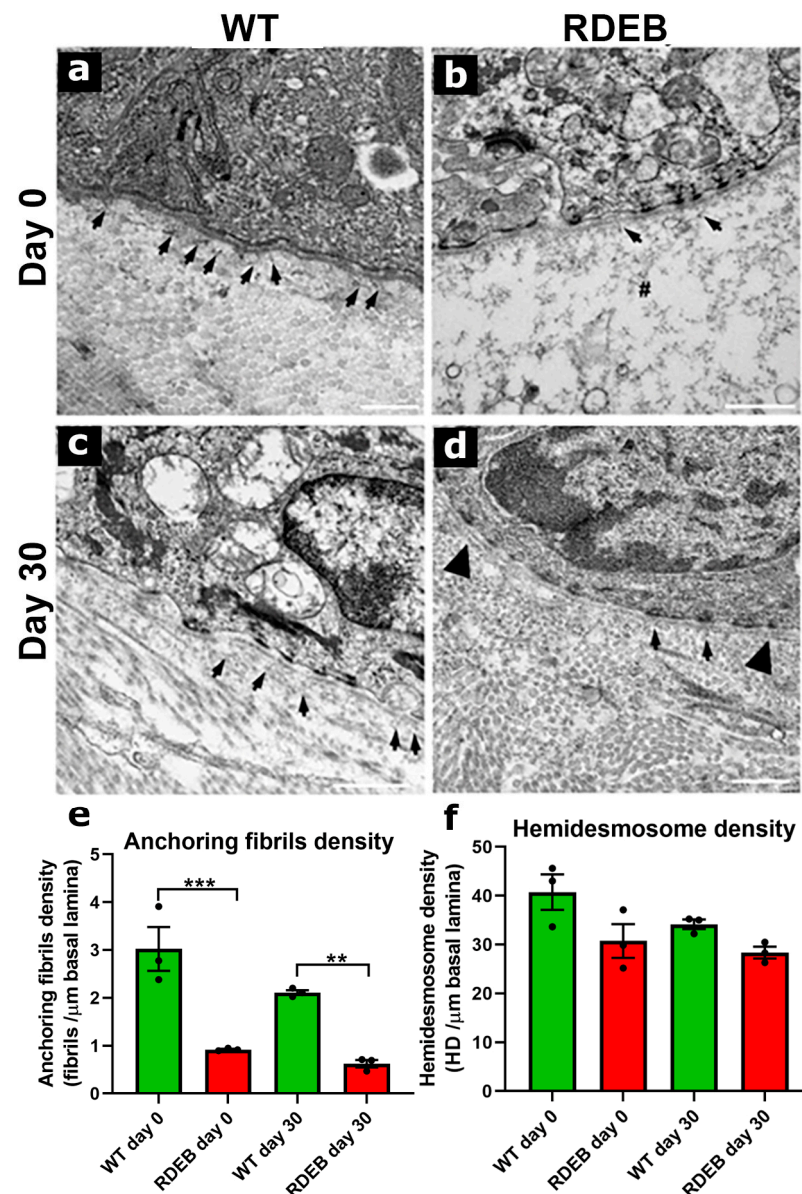 WT
RDEB
Day 0
a
b
#
Day 30
c
d
e
Anchoring fibrils density
Anchoring fibrils density
(fibrils /μm basal lamina)
5
4
3
2
1
0
***
**
WT day 0
RDEB day 0
WT day 30
RDEB day 30
f
Hemidesmosome density
Hemidesmosome density
(HD /μm basal lamina)
50
40
30
20
10
0
WT day 0
RDEB day 0
WT day 30
RDEB day 30